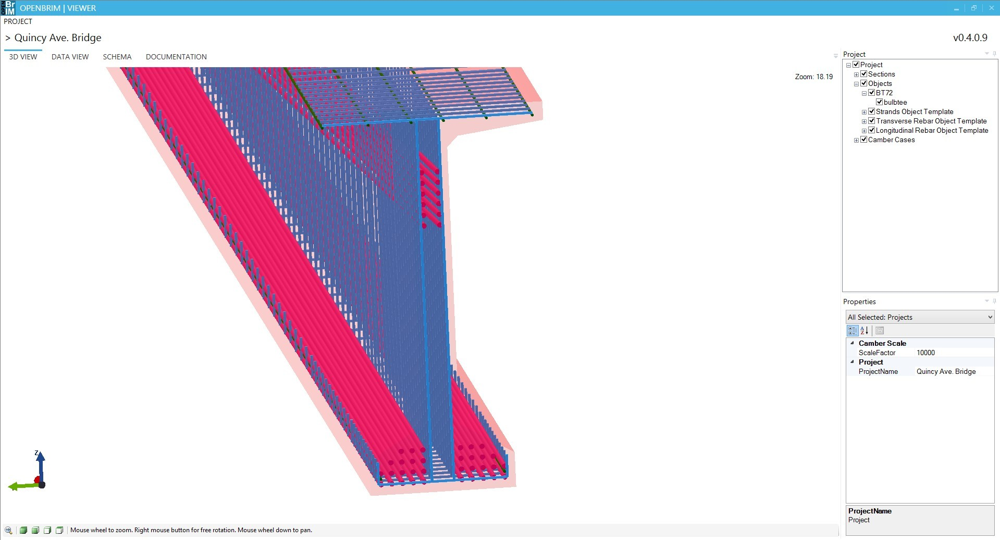 OPEN BrIM OPENBRIM | VIEWER
PROJECT
> Quincy Ave. Bridge
v0.4.0.9
3D VIEW DATA VIEW SCHEMA DOCUMENTATION
Zoom: 18.19
Z
Mouse wheel to zoom. Right mouse button for free rotation. Mouse wheel down to pan.
Project
Project
Sections
Objects
BT72
bulbtee
Strands Object Template
Transverse Rebar Object Template
Longitudinal Rebar Object Template
Camber Cases
Properties
All Selected: Projects
Camber Scale
ScaleFactor 10000
Project
ProjectName Quincy Ave. Bridge
ProjectName
Project